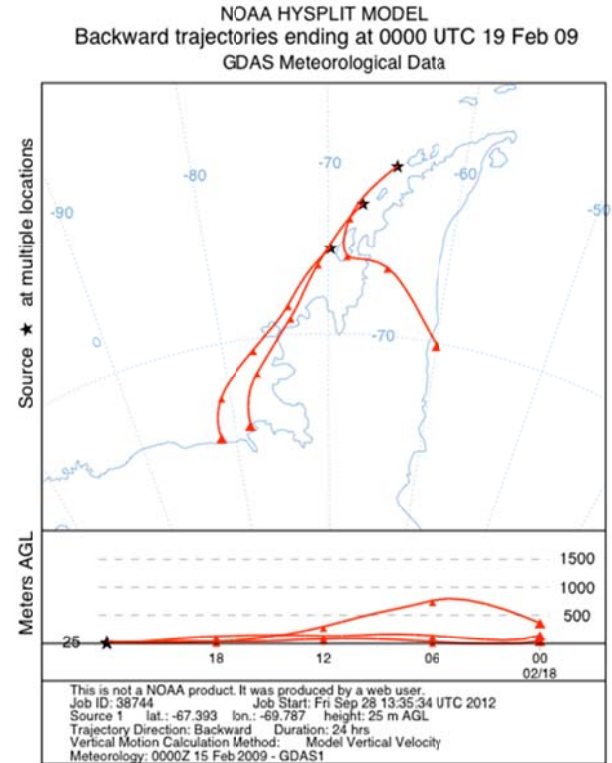 NOAA HYSPLIT MODEL
Backward trajectories ending at 0000 UTC 19 Feb 09
GDAS Meteorological Data
Source ★ at multiple locations
-90
-80
-70
-60
-50
0
-70
Meters AGL
1500
1000
500
25
18
12
06
00
02/18
This is not a NOAA product. It was produced by a web user.
Job ID: 38744 Job Start: Fri Sep 28 13:35:34 UTC 2012
Source 1 lat.: -67.393 lon.: -69.787 height: 25 m AGL
Trajectory Direction: Backward Duration: 24 hrs
Vertical Motion Calculation Method: Model Vertical Velocity
Meteorology: 0000Z 15 Feb 2009 - GDAS1